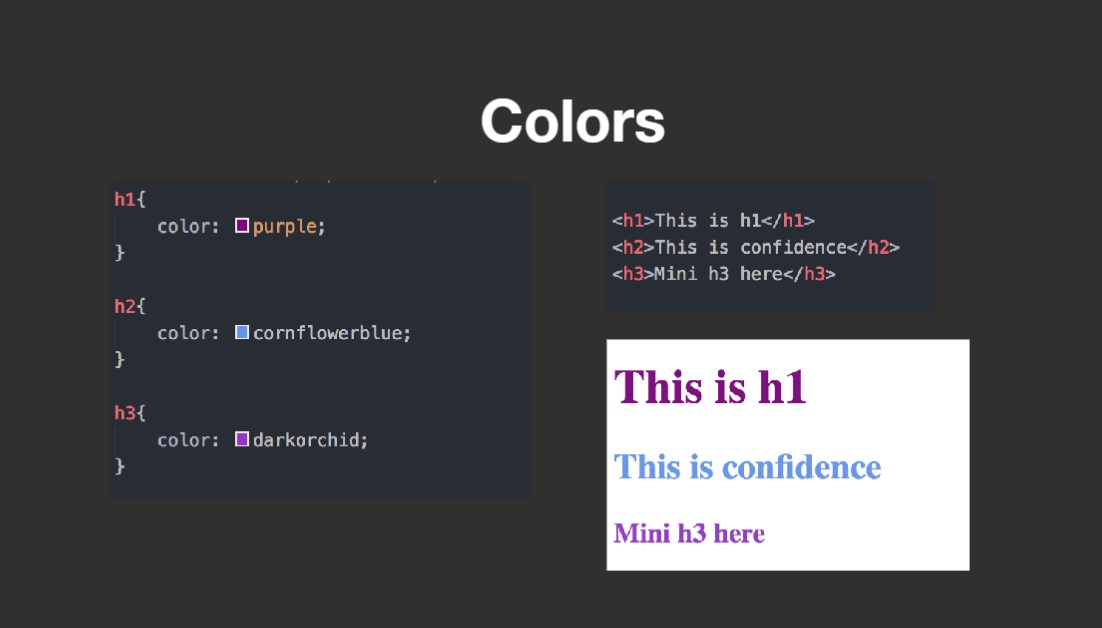 Colors
h1{
    color: purple;
}
h2{
    color: cornflowerblue;
}
h3{
    color: darkorchid;
}
<h1>This is h1</h1>
<h2>This is confidence</h2>
<h3>Mini h3 here</h3>
This is h1
This is confidence
Mini h3 here